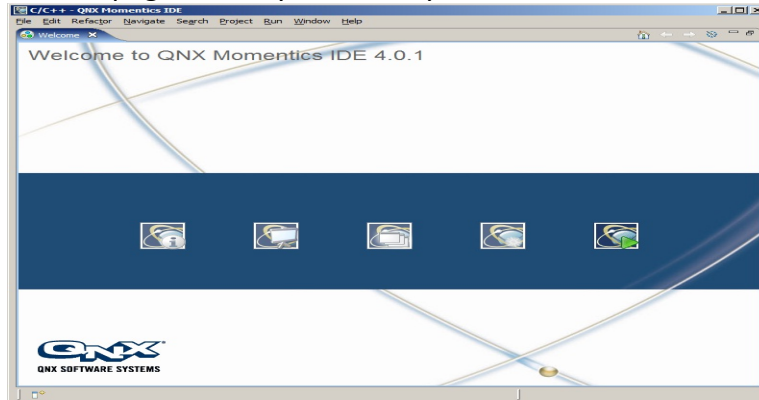 C/C++ - QNX Momentics IDE
File Edit Refactor Navigate Search Project Run Window Help
Welcome
Welcome to QNX Momentics IDE 4.0.1
QNX
QNX SOFTWARE SYSTEMS